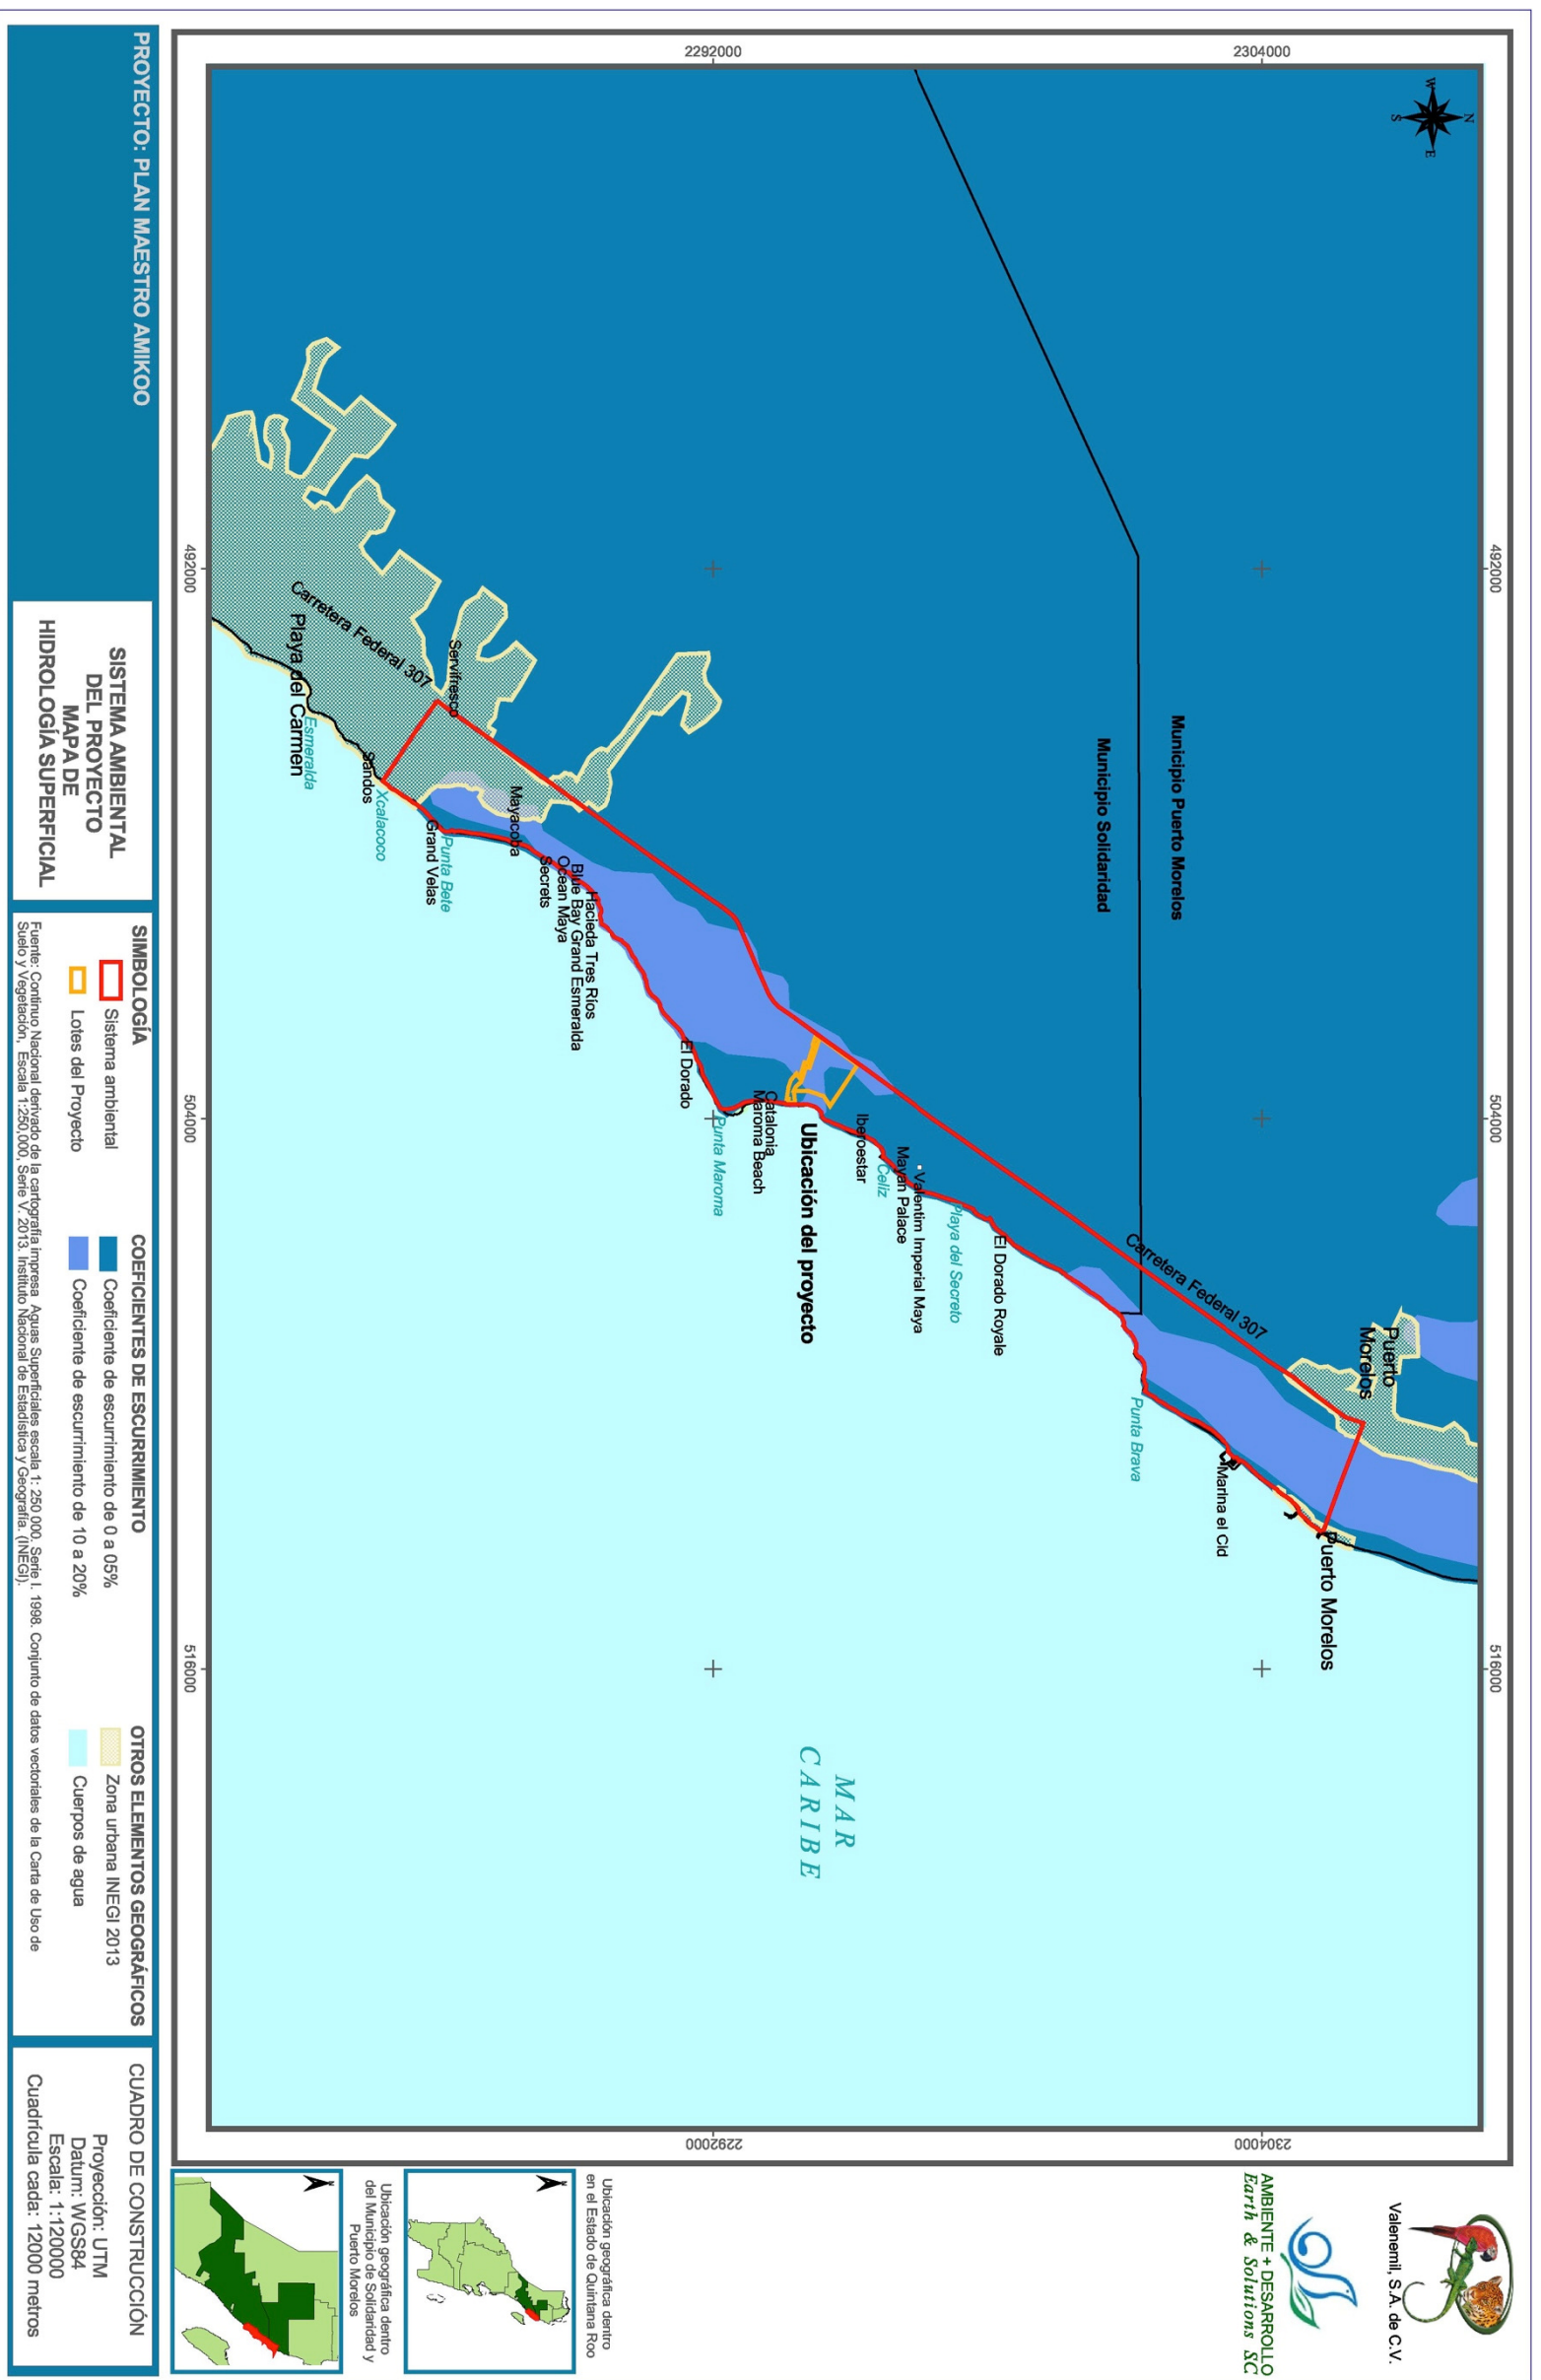 PROYECTO: PLAN MAESTRO AMIKOO
SISTEMA AMBIENTAL
DEL PROYECTO
MAPA DE
HIDROLOGÍA SUPERFICIAL
SIMBOLOGÍA
Sistema ambiental
Lotes del Proyecto
COEFICIENTES DE ESCURRIMIENTO
Coeficiente de escurrimiento de 0 a 05%
Coeficiente de escurrimiento de 10 a 20%
OTROS ELEMENTOS GEOGRÁFICOS
Zona urbana INEGI 2013
Cuerpos de agua
Fuente: Continuo Nacional derivado de la cartografía impresa Aguas Superficiales escala 1: 250 000. Serie I. 1998. Conjunto de datos vectoriales de la Carta de Uso de
Suelo y Vegetación, Escala 1:250,000, Serie V. 2013. Instituto Nacional de Estadística y Geografía. (INEGI).
CUADRO DE CONSTRUCCIÓN
Proyección: UTM
Datum: WGS84
Escala: 1:120000
Cuadrícula cada: 12000 metros
Valenemil, S.A. de C.V.
AMBIENTE + DESARROLLO
Earth & Solutions SC
Ubicación geográfica dentro
en el Estado de Quintana Roo
Ubicación geográfica dentro
del Municipio de Solidaridad y
Puerto Morelos
492000
504000
516000
492000
504000
516000
2304000
2292000
2304000
2292000
N
W
E
S
Municipio Puerto Morelos
Municipio Solidaridad
Puerto
Morelos
Puerto Morelos
Carretera Federal 307
Marina el Cid
Punta Brava
El Dorado Royale
Playa del Secreto
Valentim Imperial Maya
Mayan Palace
Celiz
Iberoestar
Ubicación del proyecto
Catalonia
Maroma Beach
Punta Maroma
El Dorado
Hacieda Tres Ríos
Blue Bay Grand Esmeralda
Ocean Maya
Secrets
Mayacoba
Punta Bete
Grand Velas
Xcalacoco
Sandos
Servifresco
Carretera Federal 307
Esmeralda
Playa del Carmen
MAR
CARIBE